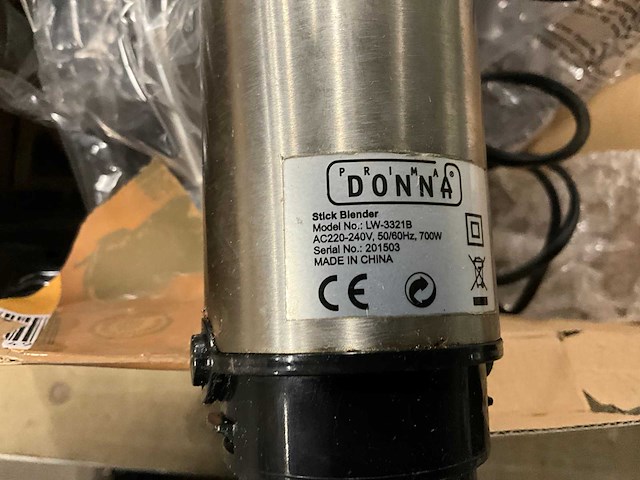 PRIMA®
DONNA
Stick Blender
Model No.: LW-3321B
AC220-240V, 50/60Hz, 700W
Serial No.: 201503
MADE IN CHINA
CE